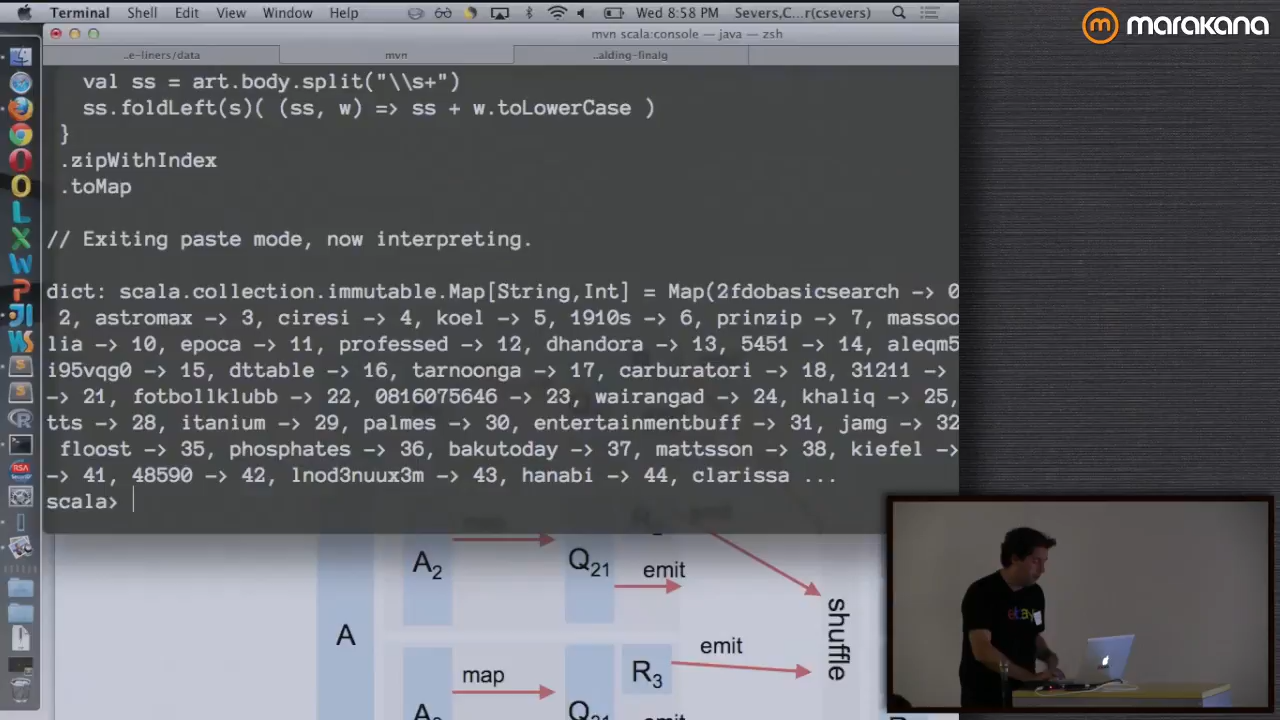 Terminal Shell Edit View Window Help Wed 8:58 PM Severs,C...r(csevers)
marakana
mvn scala:console — java — zsh
..e-liners/data mvn ..alding-finalg
val ss = art.body.split("\\s+")
ss.foldLeft(s)( (ss, w) => ss + w.toLowerCase )
}
.zipWithIndex
.toMap
// Exiting paste mode, now interpreting.
dict: scala.collection.immutable.Map[String,Int] = Map(2fdobasicsearch -> 0
2, astromax -> 3, ciresi -> 4, koel -> 5, 1910s -> 6, prinzip -> 7, massoo
lia -> 10, epoca -> 11, professed -> 12, dhandora -> 13, 5451 -> 14, aleqm5
i95vqg0 -> 15, dttable -> 16, tarnoonga -> 17, carburatori -> 18, 31211 ->
-> 21, fotbollklubb -> 22, 0816075646 -> 23, wairangad -> 24, khaliq -> 25,
tts -> 28, itanium -> 29, palmes -> 30, entertainmentbuff -> 31, jamg -> 32
floost -> 35, phosphates -> 36, bakutoday -> 37, mattsson -> 38, kiefel ->
-> 41, 48590 -> 42, lnod3nuux3m -> 43, hanabi -> 44, clarissa ...
scala>
A2 Q21 emit
shuffle
A
emit
map R3
Q21
ebay